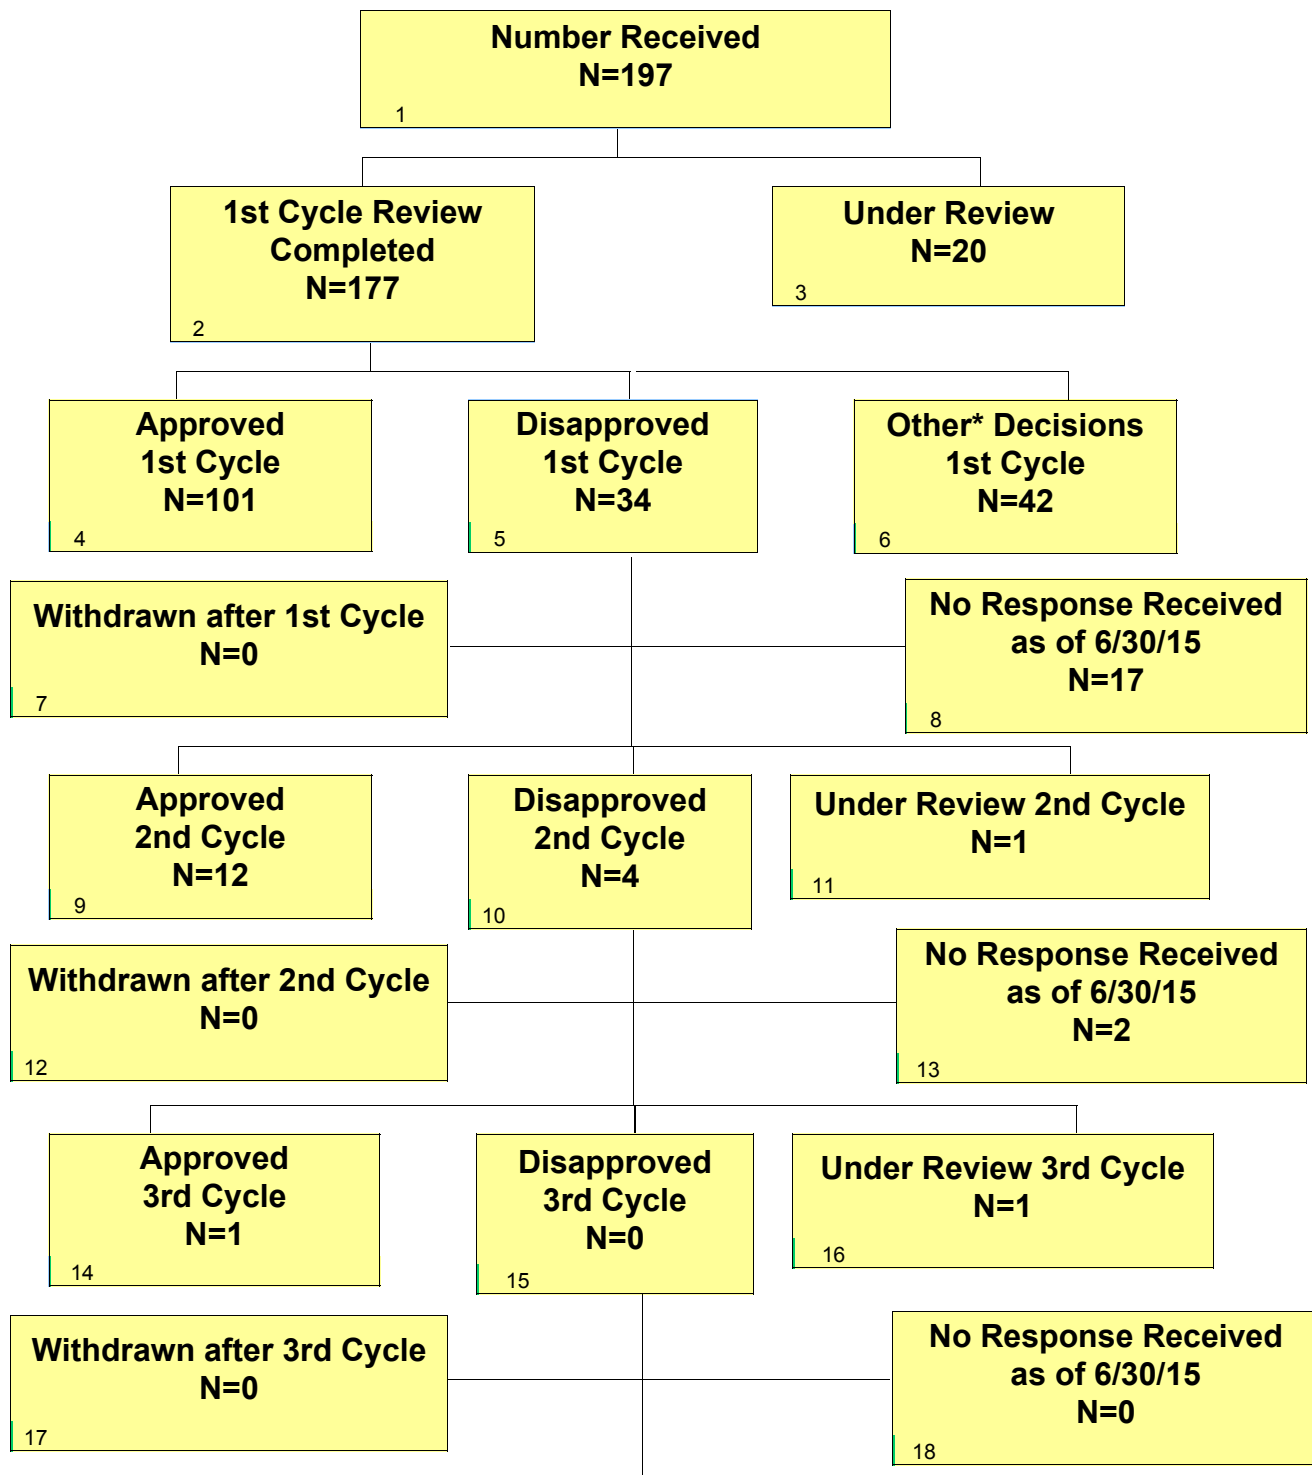 Number Received
N=197
1
1st Cycle Review
Completed
N=177
2
Under Review
N=20
3
Approved
1st Cycle
N=101
4
Disapproved
1st Cycle
N=34
5
Other* Decisions
1st Cycle
N=42
6
Withdrawn after 1st Cycle
N=0
7
No Response Received
as of 6/30/15
N=17
8
Approved
2nd Cycle
N=12
9
Disapproved
2nd Cycle
N=4
10
Under Review 2nd Cycle
N=1
11
Withdrawn after 2nd Cycle
N=0
12
No Response Received
as of 6/30/15
N=2
13
Approved
3rd Cycle
N=1
14
Disapproved
3rd Cycle
N=0
15
Under Review 3rd Cycle
N=1
16
Withdrawn after 3rd Cycle
N=0
17
No Response Received
as of 6/30/15
N=0
18